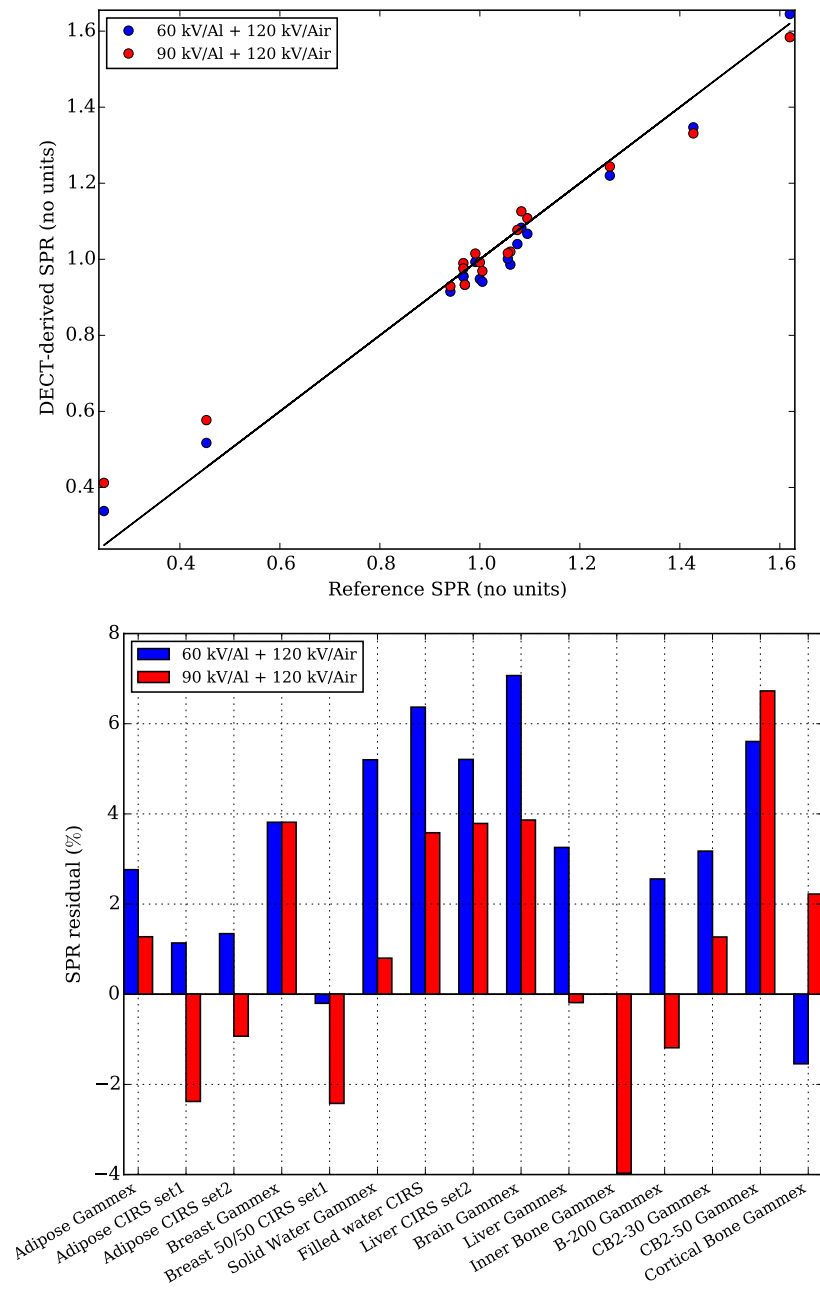 60 kV/Al + 120 kV/Air
90 kV/Al + 120 kV/Air
1.6
1.4
1.2
1.0
0.8
0.6
0.4
DECT-derived SPR (no units)
0.4 0.6 0.8 1.0 1.2 1.4 1.6
Reference SPR (no units)
60 kV/Al + 120 kV/Air
90 kV/Al + 120 kV/Air
8
6
4
2
0
−2
−4
SPR residual (%)
Adipose Gammex
Adipose CIRS set1
Adipose CIRS set2
Breast Gammex
Breast 50/50 CIRS set1
Solid Water Gammex
Filled water CIRS
Liver CIRS set2
Brain Gammex
Liver Gammex
Inner Bone Gammex
B-200 Gammex
CB2-30 Gammex
CB2-50 Gammex
Cortical Bone Gammex